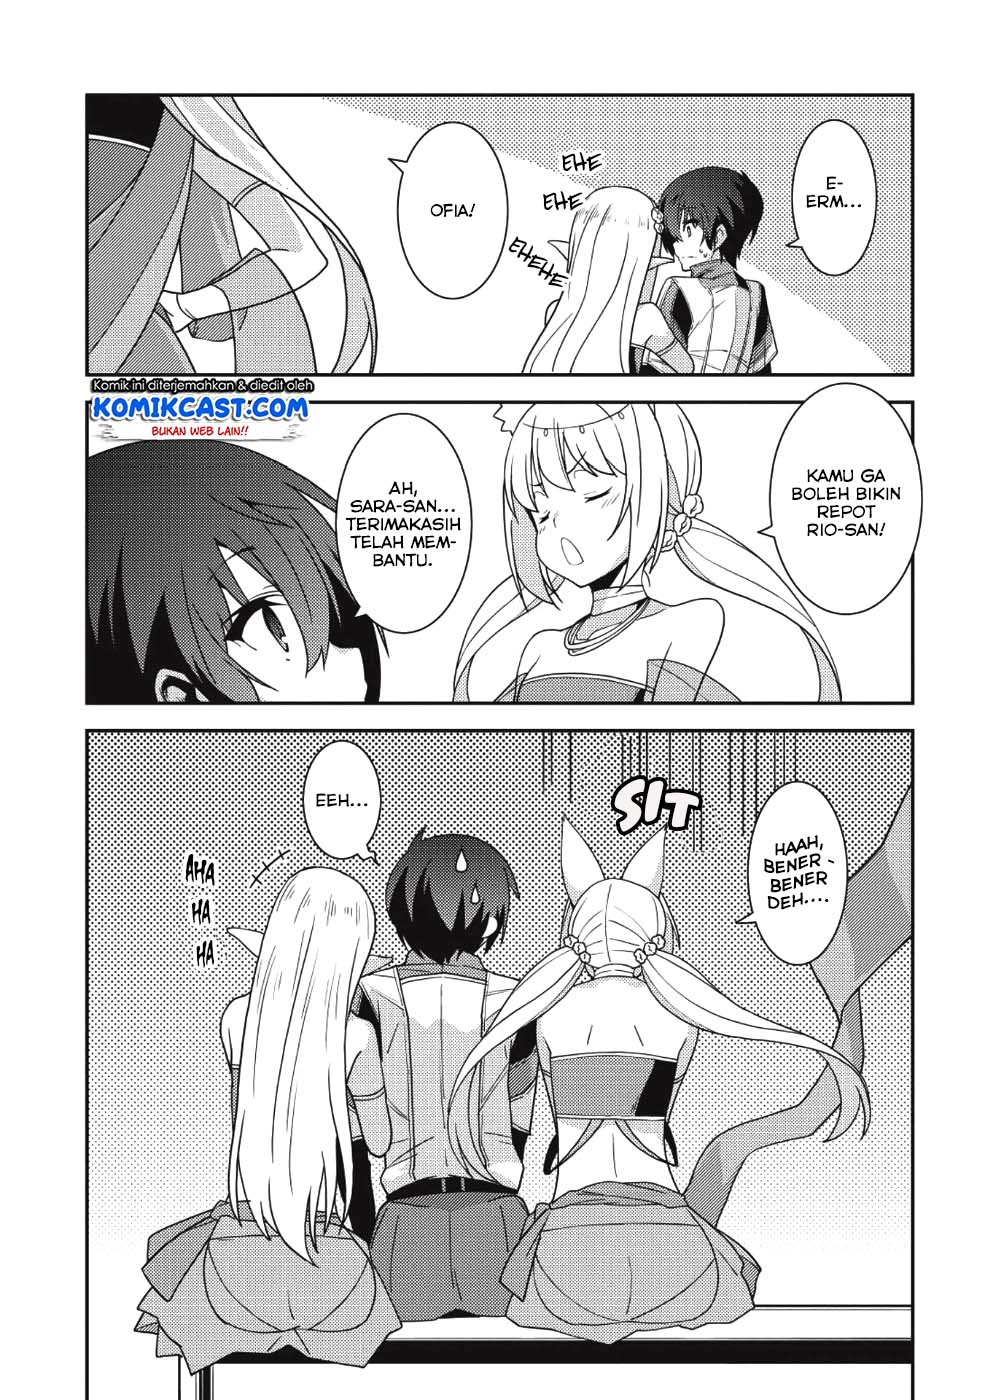 E-
ERM...
EHE
EHE
EHEHE
OFIA!
Komik ini diterjemahkan & diedit oleh
KOMIKCAST.COM
BUKAN WEB LAIN!!
KAMU GA
BOLEH BIKIN
REPOT
RIO-SAN!
AH,
SARA-SAN...
TERIMAKASIH
TELAH MEM-
BANTU.
HAAH,
BENER-
BENER
DEH....
SIT
EEH...
AHA
HA
HA